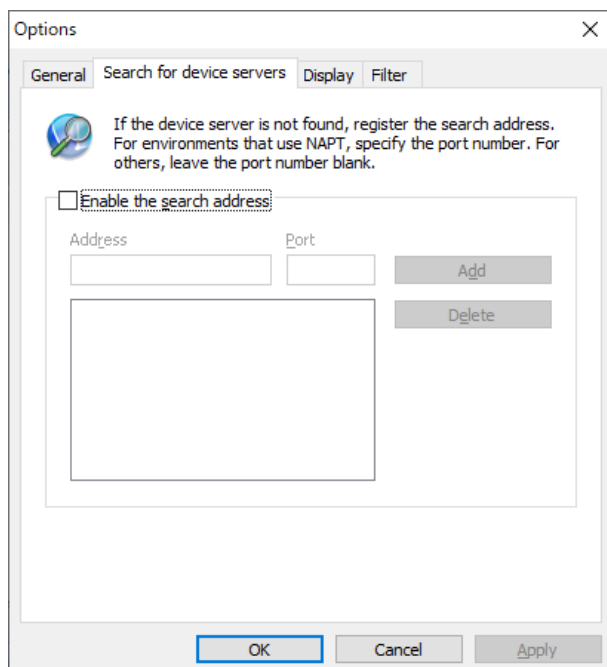 Options
General Search for device servers Display Filter
If the device server is not found, register the search address.
For environments that use NAPT, specify the port number. For
others, leave the port number blank.
Enable the search address
Address Port
Add
Delete
OK Cancel Apply